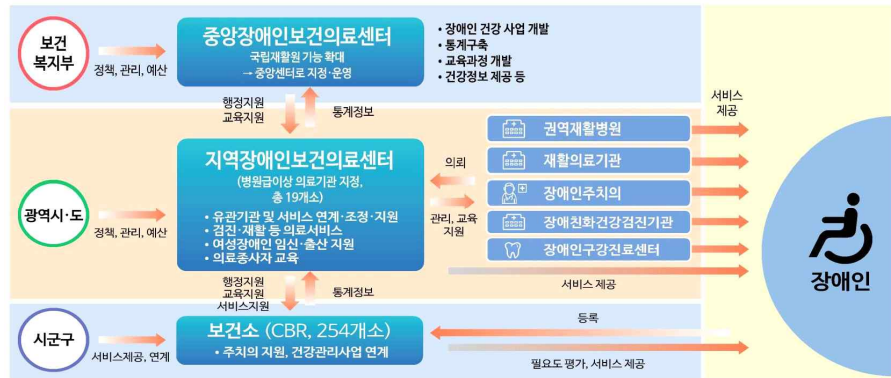 보건
복지부
정책, 관리, 예산
중앙장애인보건의료센터
국립재활원 기능 확대
→ 중앙센터로 지정·운영
• 장애인 건강 사업 개발
• 통계구축
• 교육과정 개발
• 건강정보 제공 등
행정지원
교육지원
통계정보
서비스
제공
광역시·도
정책, 관리, 예산
지역장애인보건의료센터
(병원급이상 의료기관 지정,
총 19개소)
• 유관기관 및 서비스 연계·조정·지원
• 검진·재활 등 의료서비스
• 여성장애인 임신·출산 지원
• 의료종사자 교육
의뢰
관리, 교육
지원
권역재활병원
재활의료기관
장애인주치의
장애친화건강검진기관
장애인구강진료센터
서비스 제공
장애인
행정지원
교육지원
서비스지원
통계정보
시군구
서비스제공, 연계
보건소 (CBR, 254개소)
• 주치의 지원, 건강관리사업 연계
등록
필요도 평가, 서비스 제공